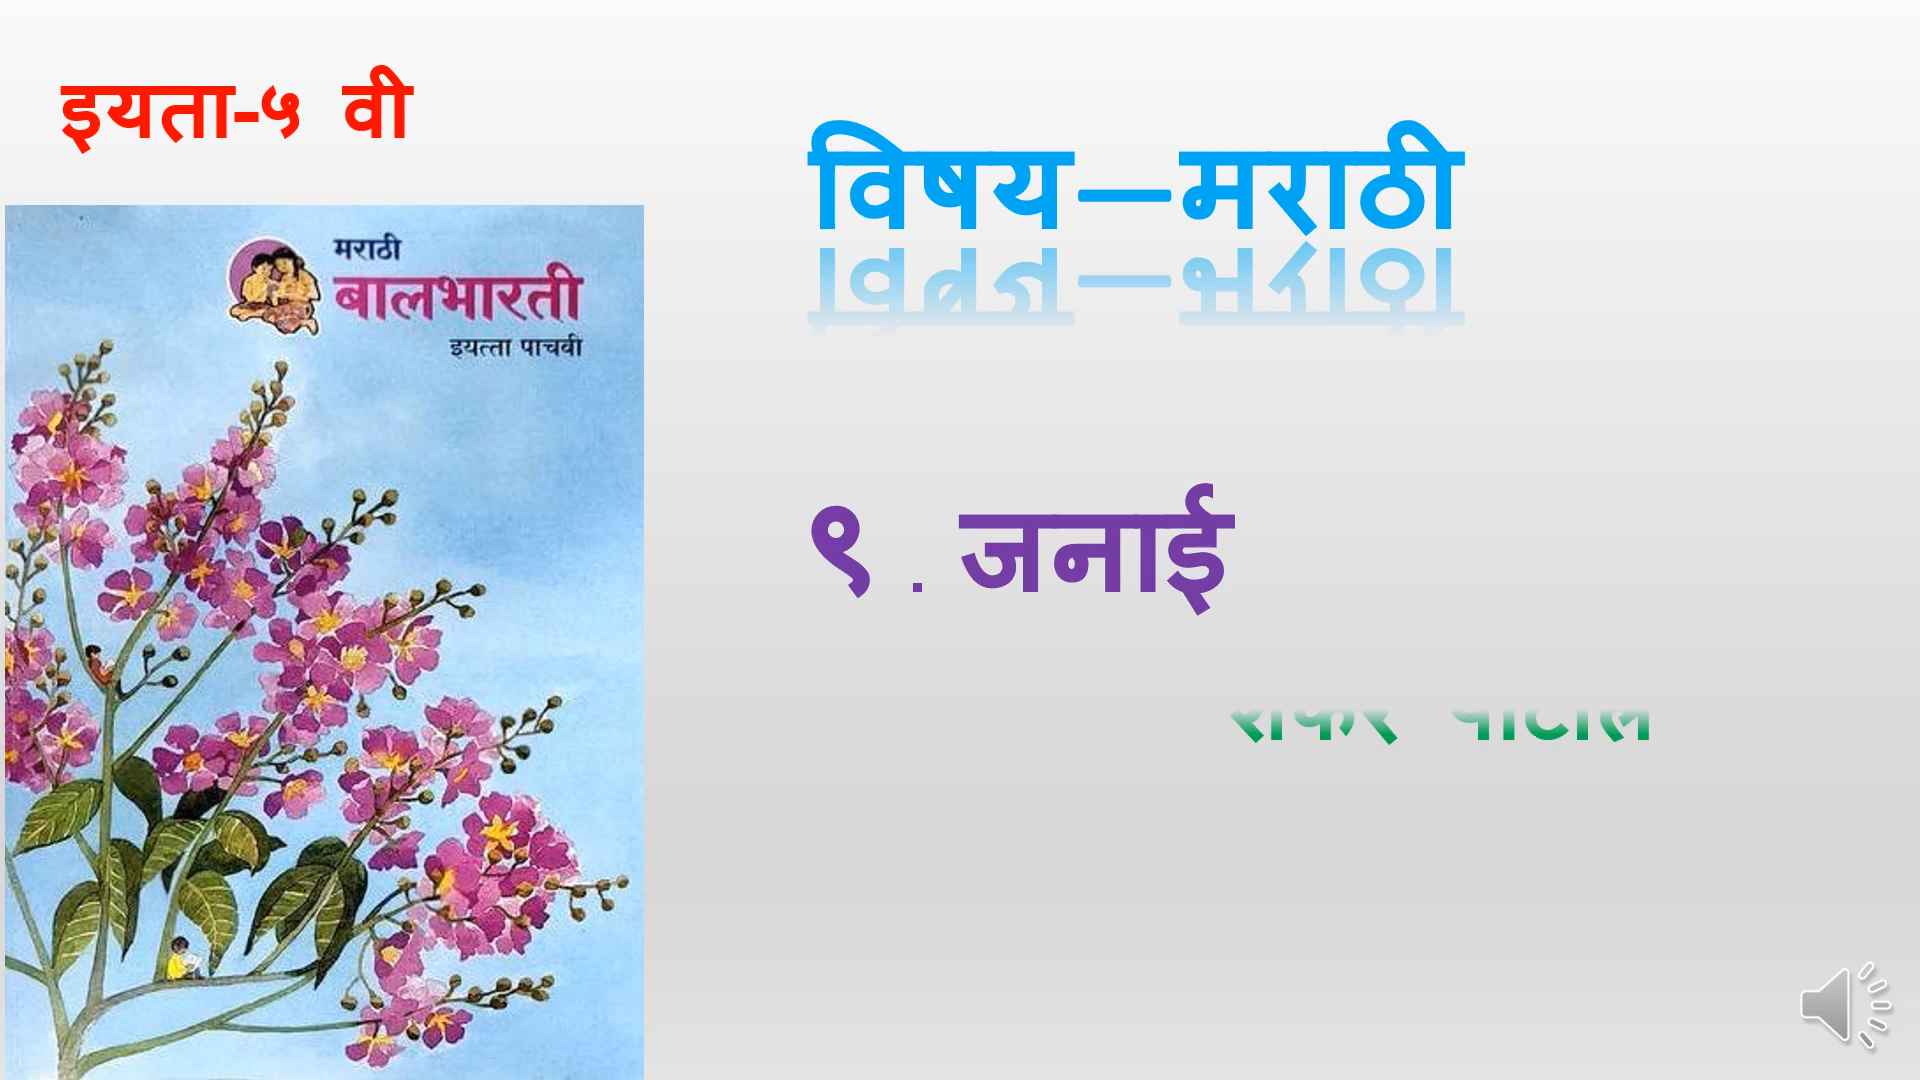 इयता-५ वी
विषय–मराठी
मराठी
बालभारती
इयत्ता पाचवी
९ . जनाई